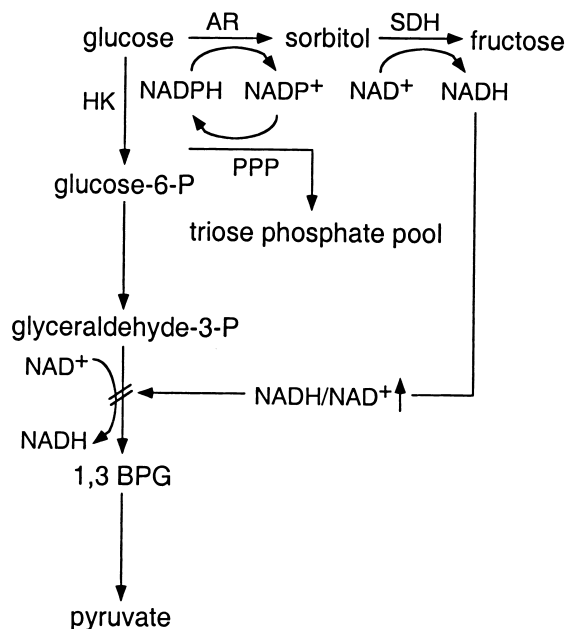 AR
SDH
glucose
sorbitol
fructose
HK
NADPH
NADP+
NAD+
NADH
PPP
glucose-6-P
triose phosphate pool
glyceraldehyde-3-P
NAD+
NADH/NAD+
NADH
1,3 BPG
pyruvate